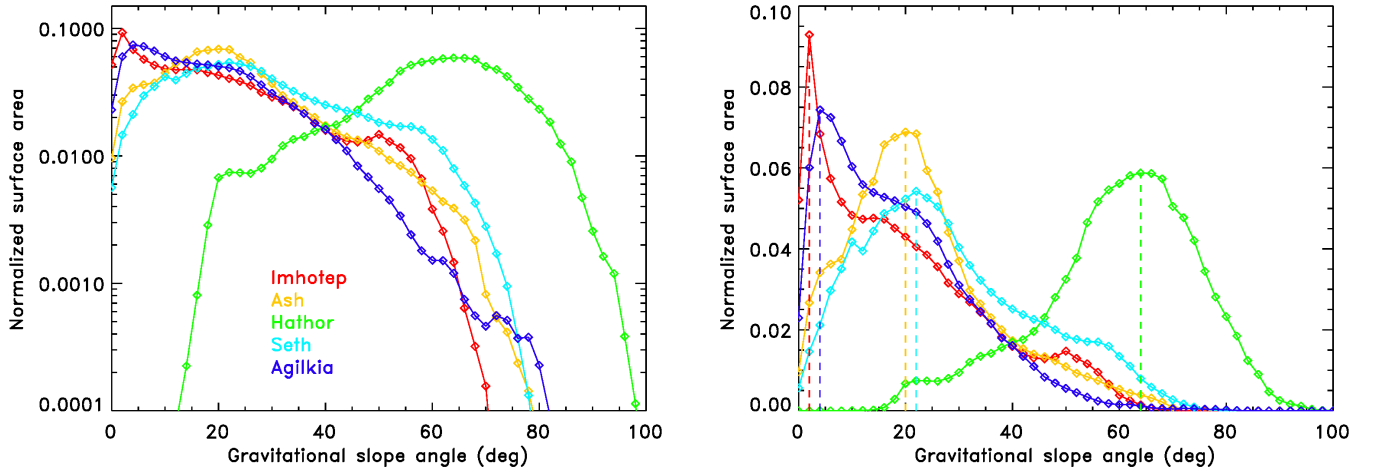 0.1000
0.0100
0.0010
0.0001
Normalized surface area
Imhotep
Ash
Hathor
Seth
Agilkia
0 20 40 60 80 100
Gravitational slope angle (deg)
0.10
0.08
0.06
0.04
0.02
0.00
Normalized surface area
0 20 40 60 80 100
Gravitational slope angle (deg)